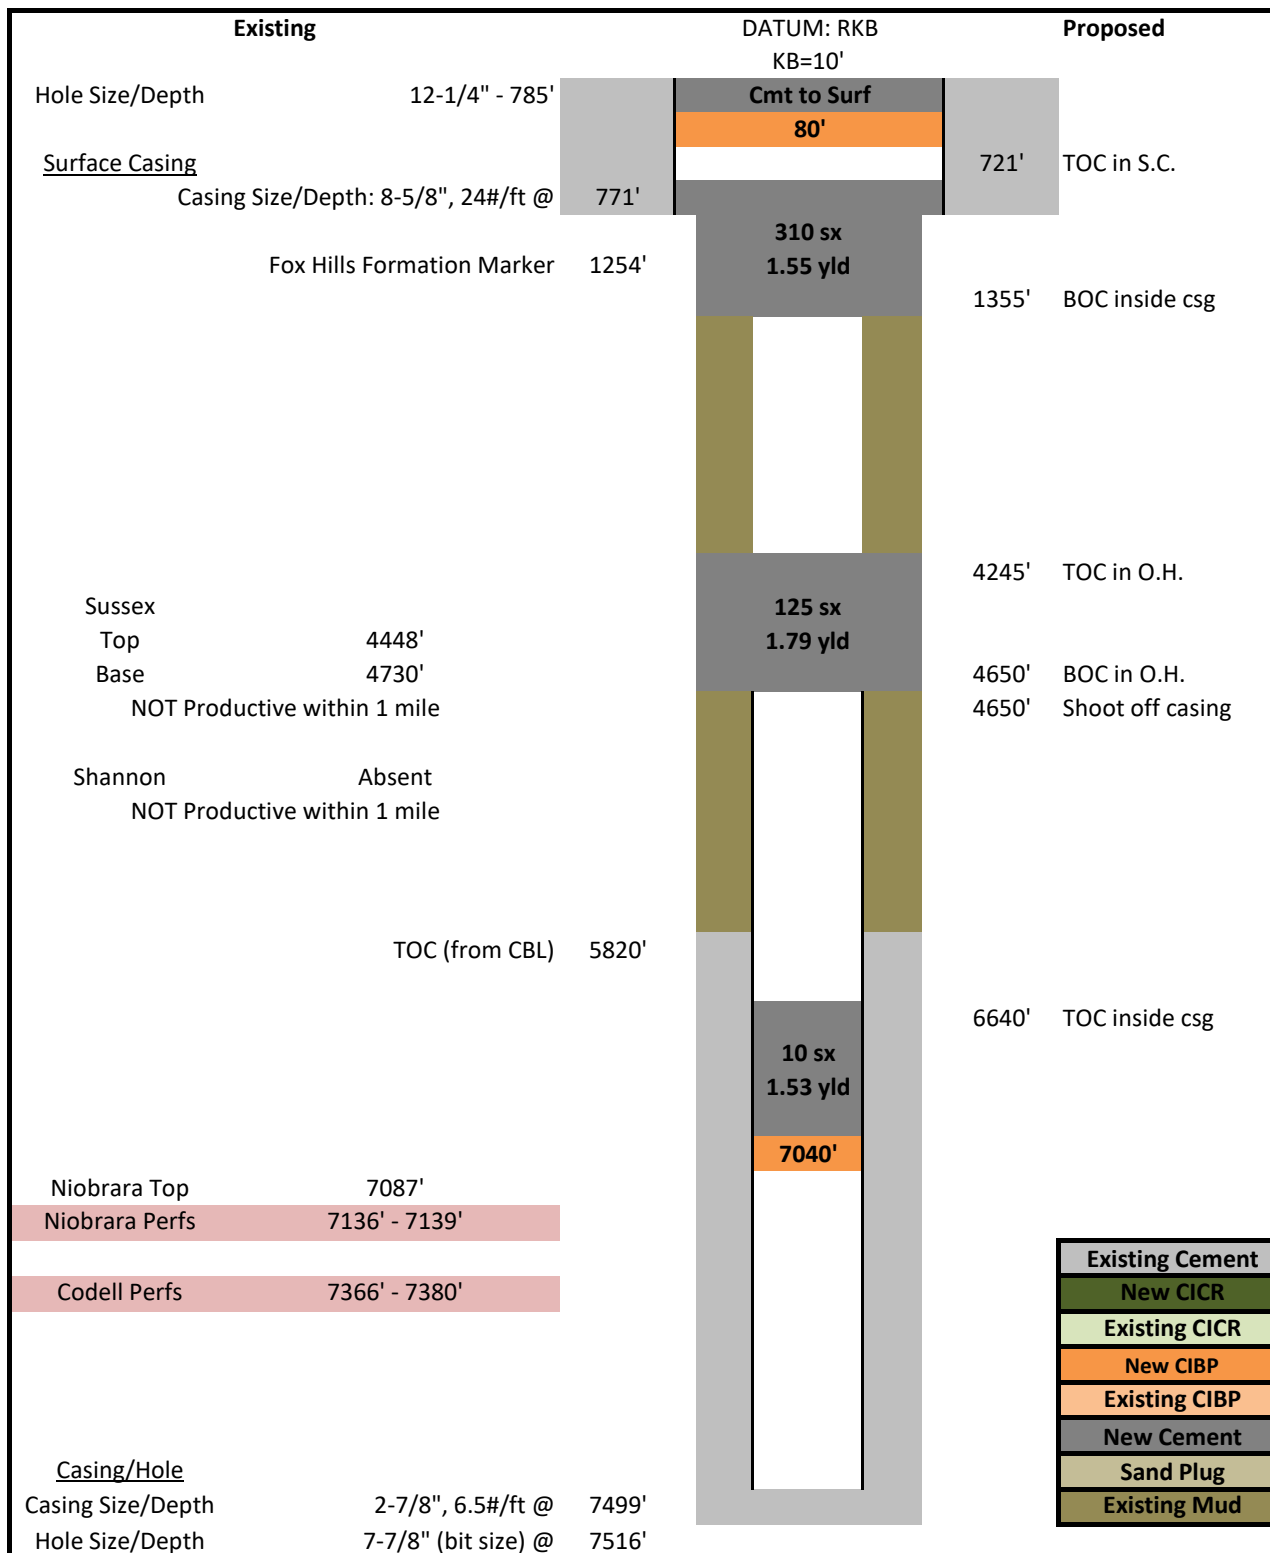 Existing DATUM: RKB Proposed
KB=10'
Hole Size/Depth 12-1/4" - 785' Cmt to Surf
80'
Surface Casing 721' TOC in S.C.
Casing Size/Depth: 8-5/8", 24#/ft @ 771'
310 sx
Fox Hills Formation Marker 1254' 1.55 yld
1355' BOC inside csg
4245' TOC in O.H.
Sussex 125 sx
Top 4448' 1.79 yld
Base 4730' 4650' BOC in O.H.
NOT Productive within 1 mile 4650' Shoot off casing
Shannon Absent
NOT Productive within 1 mile
TOC (from CBL) 5820'
6640' TOC inside csg
10 sx
1.53 yld
7040'
Niobrara Top 7087'
Niobrara Perfs 7136' - 7139'
Existing Cement
Codell Perfs 7366' - 7380' New CICR
Existing CICR
New CIBP
Existing CIBP
New Cement
Casing/Hole Sand Plug
Casing Size/Depth 2-7/8", 6.5#/ft @ 7499' Existing Mud
Hole Size/Depth 7-7/8" (bit size) @ 7516'